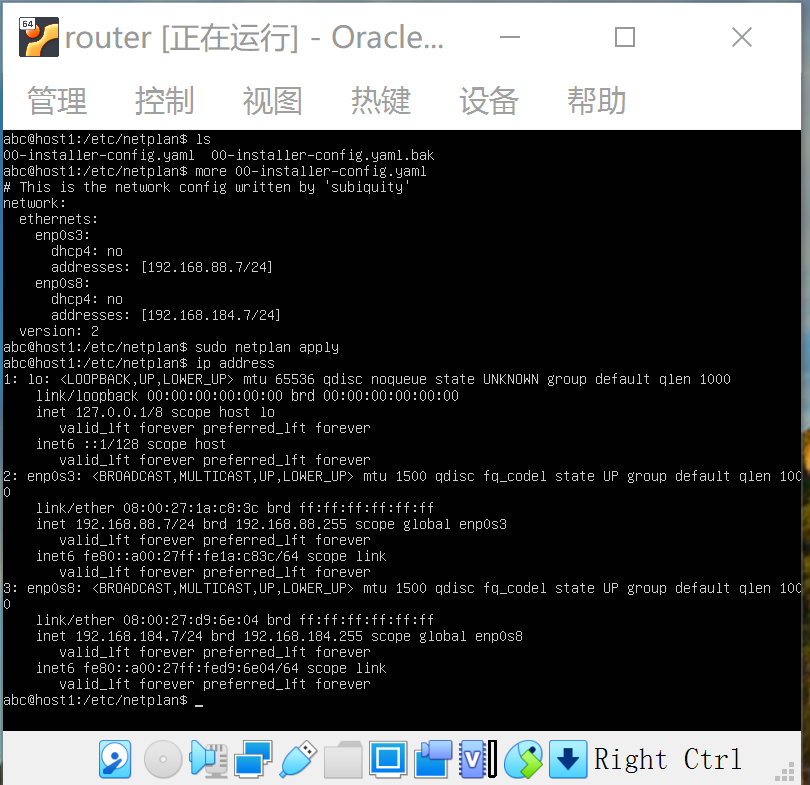 64
router [正在运行] - Oracle...
管理 控制 视图 热键 设备 帮助
abc@host1:/etc/netplan$ ls
00-installer-config.yaml  00-installer-config.yaml.bak
abc@host1:/etc/netplan$ more 00-installer-config.yaml
# This is the network config written by 'subiquity'
network:
  ethernets:
    enp0s3:
      dhcp4: no
      addresses: [192.168.88.7/24]
    enp0s8:
      dhcp4: no
      addresses: [192.168.184.7/24]
  version: 2
abc@host1:/etc/netplan$ sudo netplan apply
abc@host1:/etc/netplan$ ip address
1: lo: <LOOPBACK,UP,LOWER_UP> mtu 65536 qdisc noqueue state UNKNOWN group default qlen 1000
    link/loopback 00:00:00:00:00:00 brd 00:00:00:00:00:00
    inet 127.0.0.1/8 scope host lo
       valid_lft forever preferred_lft forever
    inet6 ::1/128 scope host
       valid_lft forever preferred_lft forever
2: enp0s3: <BROADCAST,MULTICAST,UP,LOWER_UP> mtu 1500 qdisc fq_codel state UP group default qlen 100
0
    link/ether 08:00:27:1a:c8:3c brd ff:ff:ff:ff:ff:ff
    inet 192.168.88.7/24 brd 192.168.88.255 scope global enp0s3
       valid_lft forever preferred_lft forever
    inet6 fe80::a00:27ff:fe1a:c83c/64 scope link
       valid_lft forever preferred_lft forever
3: enp0s8: <BROADCAST,MULTICAST,UP,LOWER_UP> mtu 1500 qdisc fq_codel state UP group default qlen 100
0
    link/ether 08:00:27:d9:6e:04 brd ff:ff:ff:ff:ff:ff
    inet 192.168.184.7/24 brd 192.168.184.255 scope global enp0s8
       valid_lft forever preferred_lft forever
    inet6 fe80::a00:27ff:fed9:6e04/64 scope link
       valid_lft forever preferred_lft forever
abc@host1:/etc/netplan$ _
V Right Ctrl